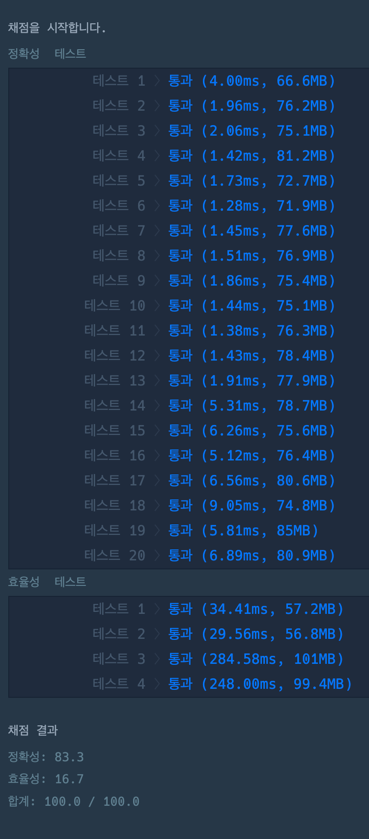 채점을 시작합니다.
정확성 테스트
테스트 1 〉 통과 (4.00ms, 66.6MB)
테스트 2 〉 통과 (1.96ms, 76.2MB)
테스트 3 〉 통과 (2.06ms, 75.1MB)
테스트 4 〉 통과 (1.42ms, 81.2MB)
테스트 5 〉 통과 (1.73ms, 72.7MB)
테스트 6 〉 통과 (1.28ms, 71.9MB)
테스트 7 〉 통과 (1.45ms, 77.6MB)
테스트 8 〉 통과 (1.51ms, 76.9MB)
테스트 9 〉 통과 (1.86ms, 75.4MB)
테스트 10 〉 통과 (1.44ms, 75.1MB)
테스트 11 〉 통과 (1.38ms, 76.3MB)
테스트 12 〉 통과 (1.43ms, 78.4MB)
테스트 13 〉 통과 (1.91ms, 77.9MB)
테스트 14 〉 통과 (5.31ms, 78.7MB)
테스트 15 〉 통과 (6.26ms, 75.6MB)
테스트 16 〉 통과 (5.12ms, 76.4MB)
테스트 17 〉 통과 (6.56ms, 80.6MB)
테스트 18 〉 통과 (9.05ms, 74.8MB)
테스트 19 〉 통과 (5.81ms, 85MB)
테스트 20 〉 통과 (6.89ms, 80.9MB)
효율성 테스트
테스트 1 〉 통과 (34.41ms, 57.2MB)
테스트 2 〉 통과 (29.56ms, 56.8MB)
테스트 3 〉 통과 (284.58ms, 101MB)
테스트 4 〉 통과 (248.00ms, 99.4MB)
채점 결과
정확성: 83.3
효율성: 16.7
합계: 100.0 / 100.0